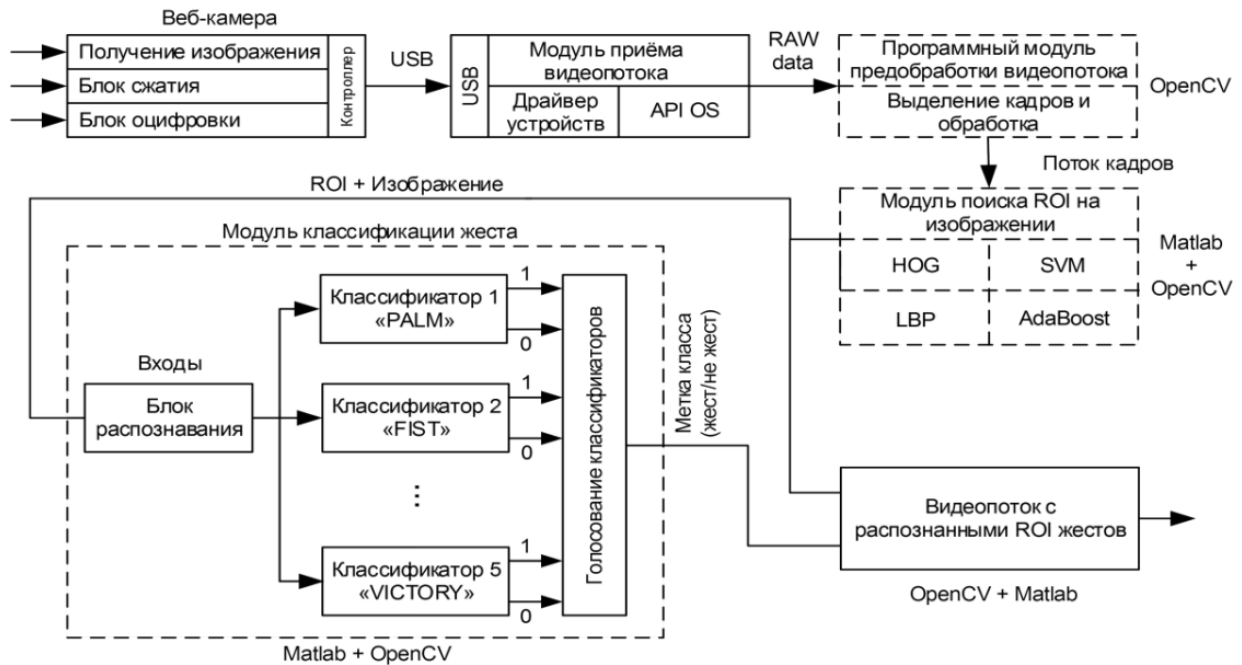 Веб-камера
Получение изображения
Блок сжатия
Блок оцифровки
Контроллер
USB
USB
Модуль приёма
видеопотока
Драйвер
устройств
API OS
RAW
data
Программный модуль
предобработки видеопотока
Выделение кадров и
обработка
OpenCV
Поток кадров
Модуль поиска ROI на
изображении
HOG
SVM
LBP
AdaBoost
Matlab
+
OpenCV
ROI + Изображение
Модуль классификации жеста
Входы
Блок
распознавания
Классификатор 1
«PALM»
1
0
Классификатор 2
«FIST»
1
0
...
Классификатор 5
«VICTORY»
1
0
Голосование классификаторов
Matlab + OpenCV
Метка класса
(жест/не жест)
Видеопоток с
распознанными ROI жестов
OpenCV + Matlab